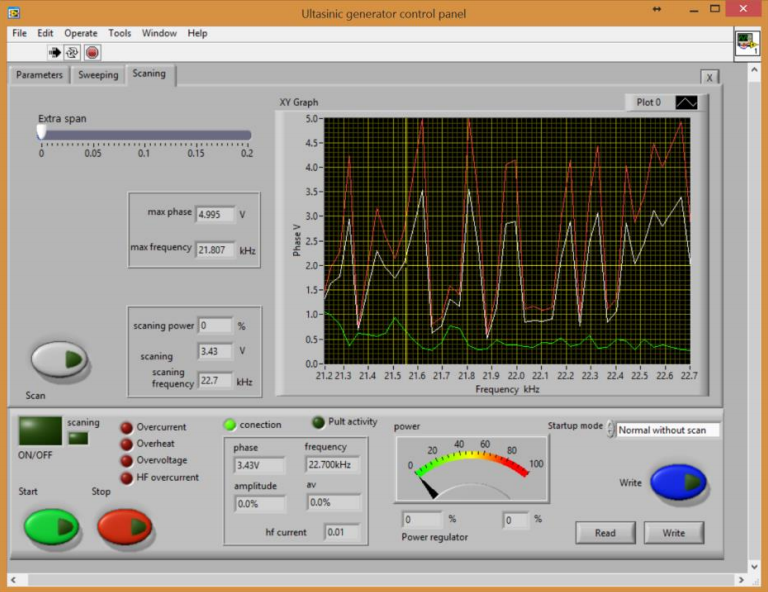 Ultasinic generator control panel
File Edit Operate Tools Window Help
1
Parameters Sweeping Scaning X
Extra span
0 0.05 0.1 0.15 0.2
max phase 4.995 V
max frequency 21.807 kHz
scaning power 0 %
scaning 3.43 V
scaning frequency 22.7 kHz
Scan
XY Graph Plot 0
Phase V
5.0
4.5
4.0
3.5
3.0
2.5
2.0
1.5
1.0
0.5
0.0
21.2 21.3 21.4 21.5 21.6 21.7 21.8 21.9 22.0 22.1 22.2 22.3 22.4 22.5 22.6 22.7
Frequency kHz
ON/OFF
scaning
Overcurrent
Overheat
Overvoltage
HF overcurrent
Start Stop
conection Pult activity
phase frequency
3.43V 22.700kHz
amplitude av
0.0% 0.0%
hf current 0.01
power
0 20 40 60 80 100
0 % 0 %
Power regulator
Startup mode Normal without scan
Write
Read Write